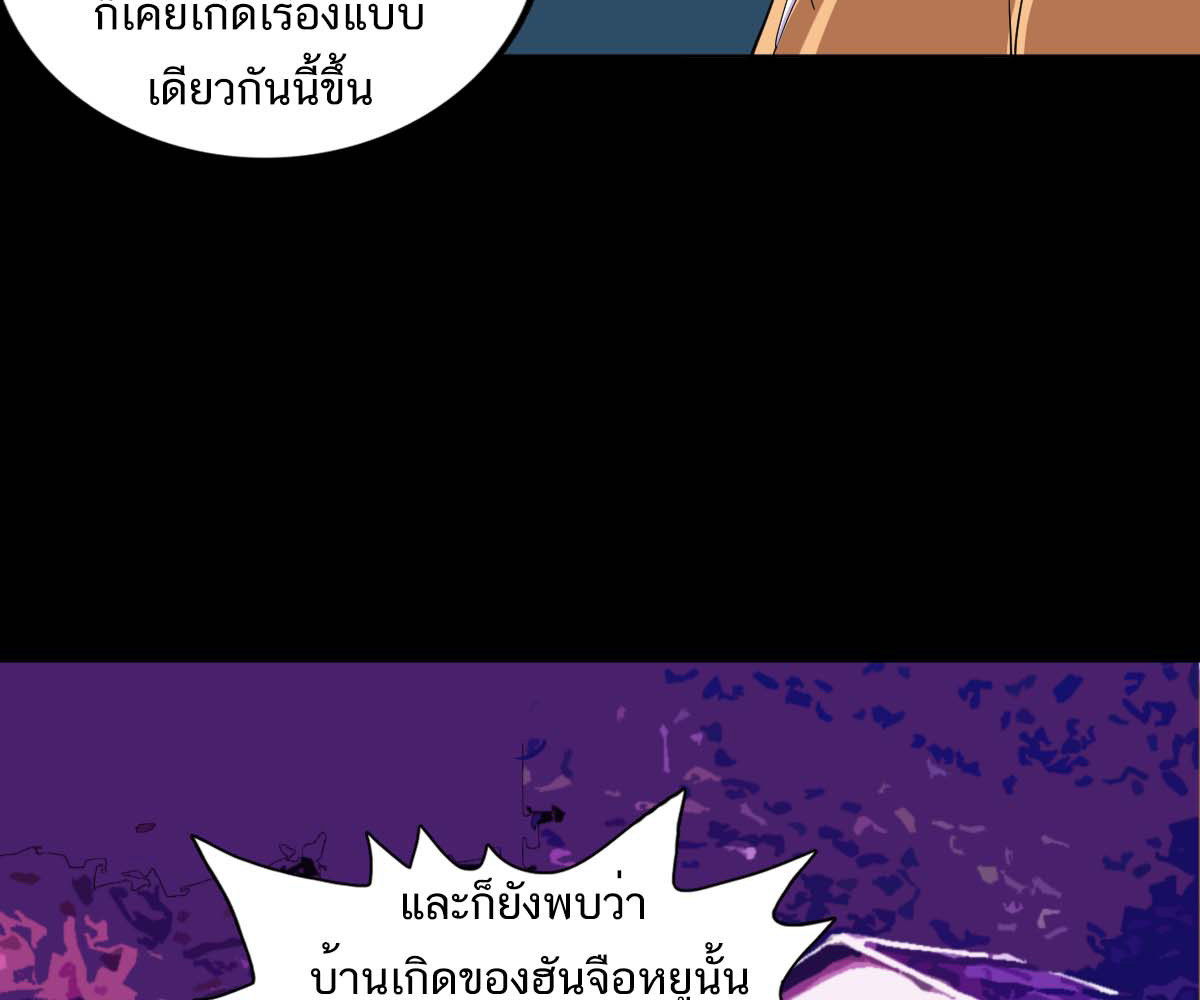 ก็เคยเกิดเรื่องแบบ
เดียวกันนี้ขึ้น
และก็ยังพบว่า
บ้านเกิดของฮันจือหยูนั้น